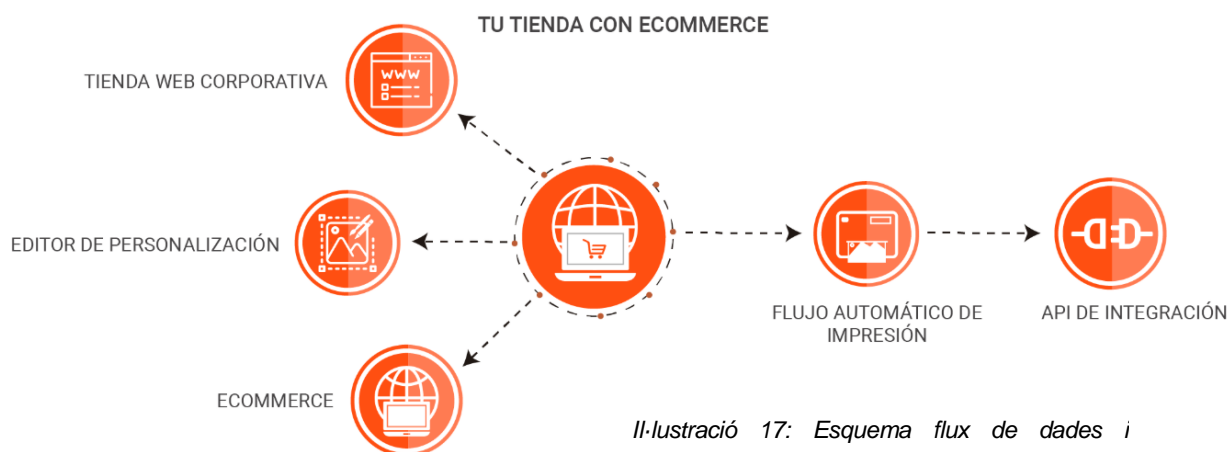 TU TIENDA CON ECOMMERCE
TIENDA WEB CORPORATIVA
WWW
EDITOR DE PERSONALIZACIÓN
FLUJO AUTOMÁTICO DE
IMPRESIÓN
API DE INTEGRACIÓN
ECOMMERCE
Il·lustració 17: Esquema flux de dades i